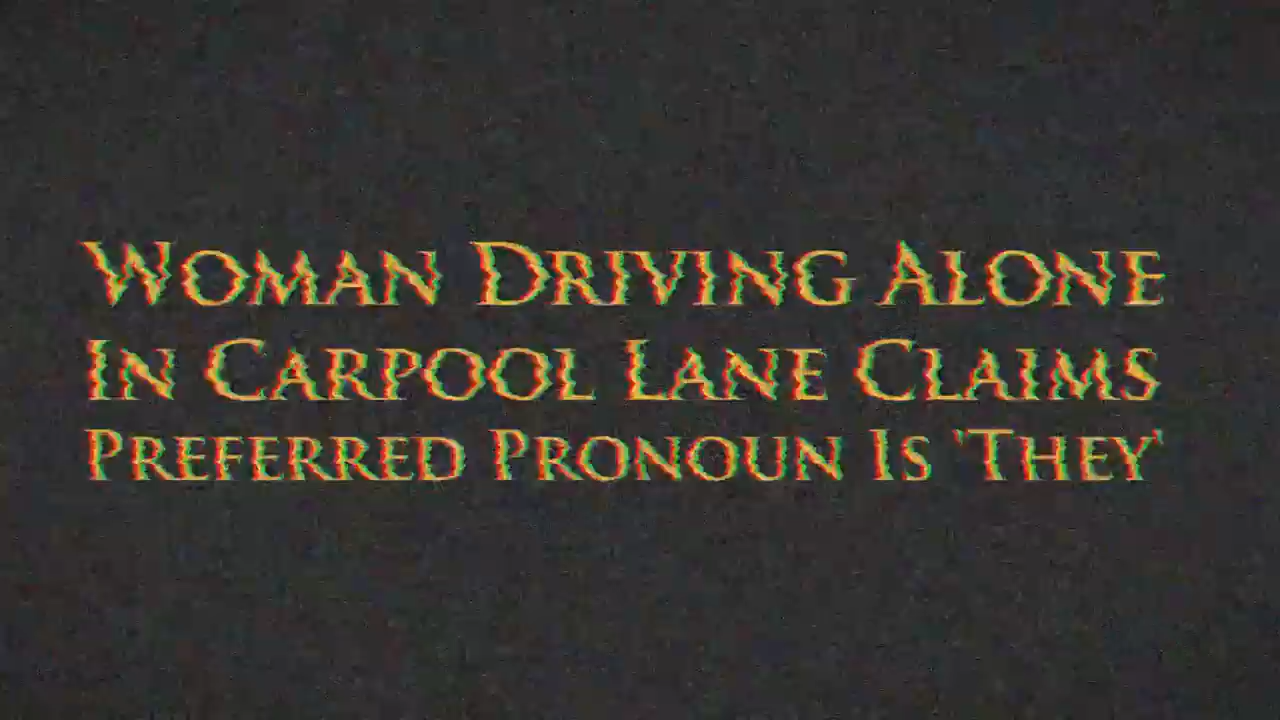 Woman Driving Alone
In Carpool Lane Claims
Preferred Pronoun Is 'They'